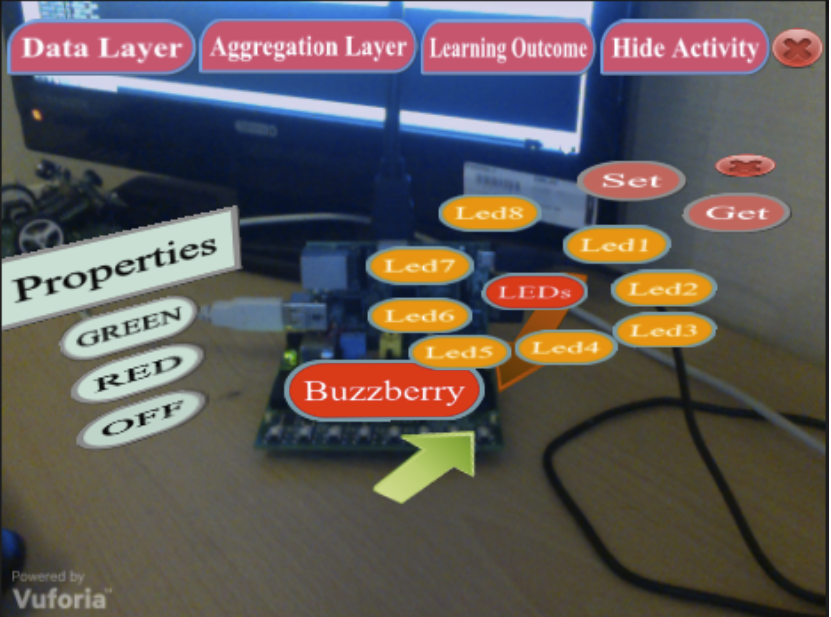 Data Layer
Aggregation Layer
Learning Outcome
Hide Activity
Set
Get
Led8
Led1
Properties
Led7
LEDs
Led2
GREEN
Led6
Led3
RED
Led5
Led4
Buzzberry
OFF
Powered by
Vuforia™